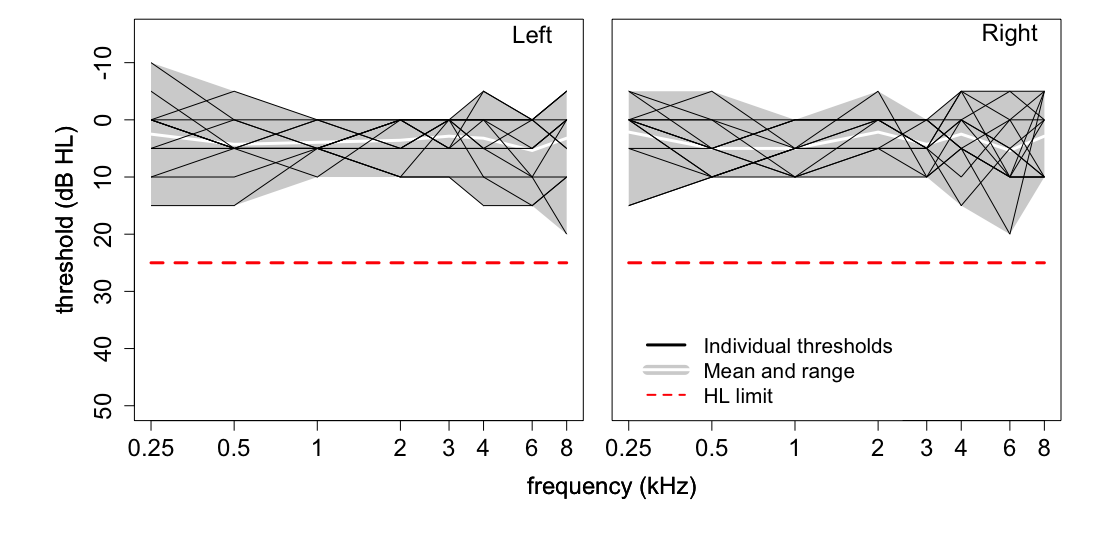 Left
Right
threshold (dB HL)
-10
0
10
20
30
40
50
Individual thresholds
Mean and range
HL limit
0.25 0.5 1 2 3 4 6 8
0.25 0.5 1 2 3 4 6 8
frequency (kHz)